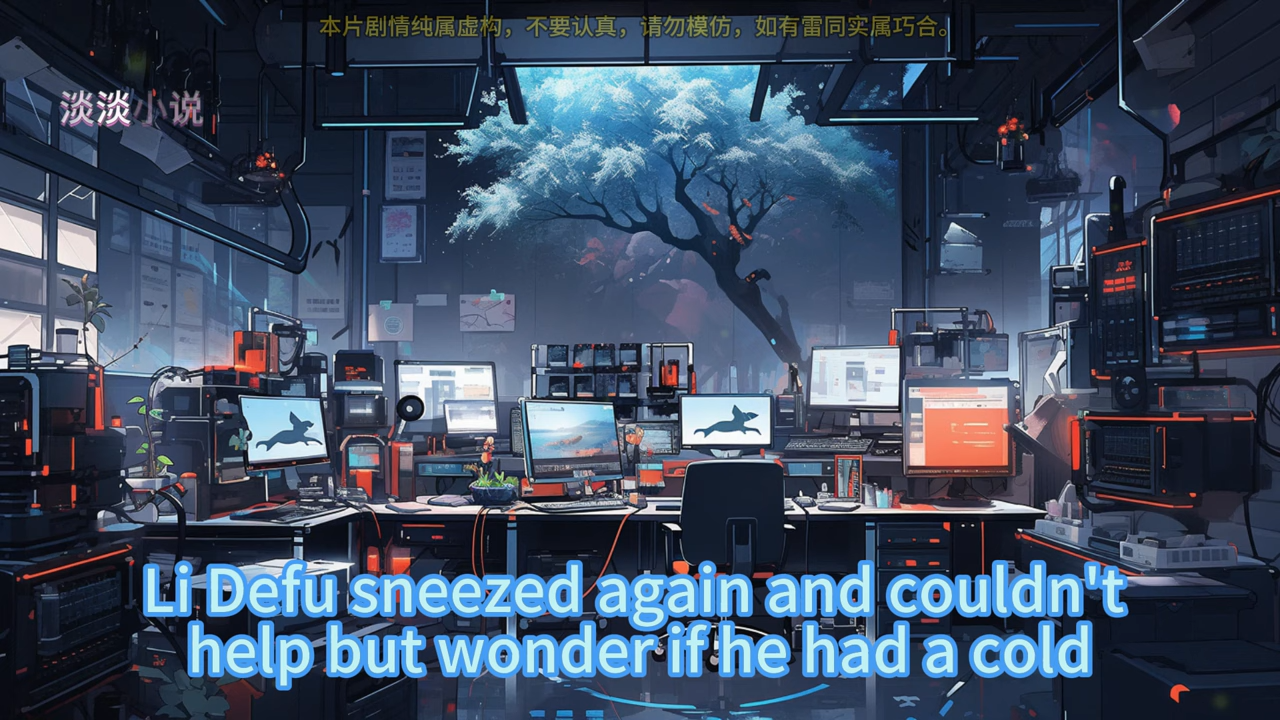 本片剧情纯属虚构，不要认真，请勿模仿，如有雷同实属巧合。
淡淡小说
Li Defu sneezed again and couldn't
help but wonder if he had a cold